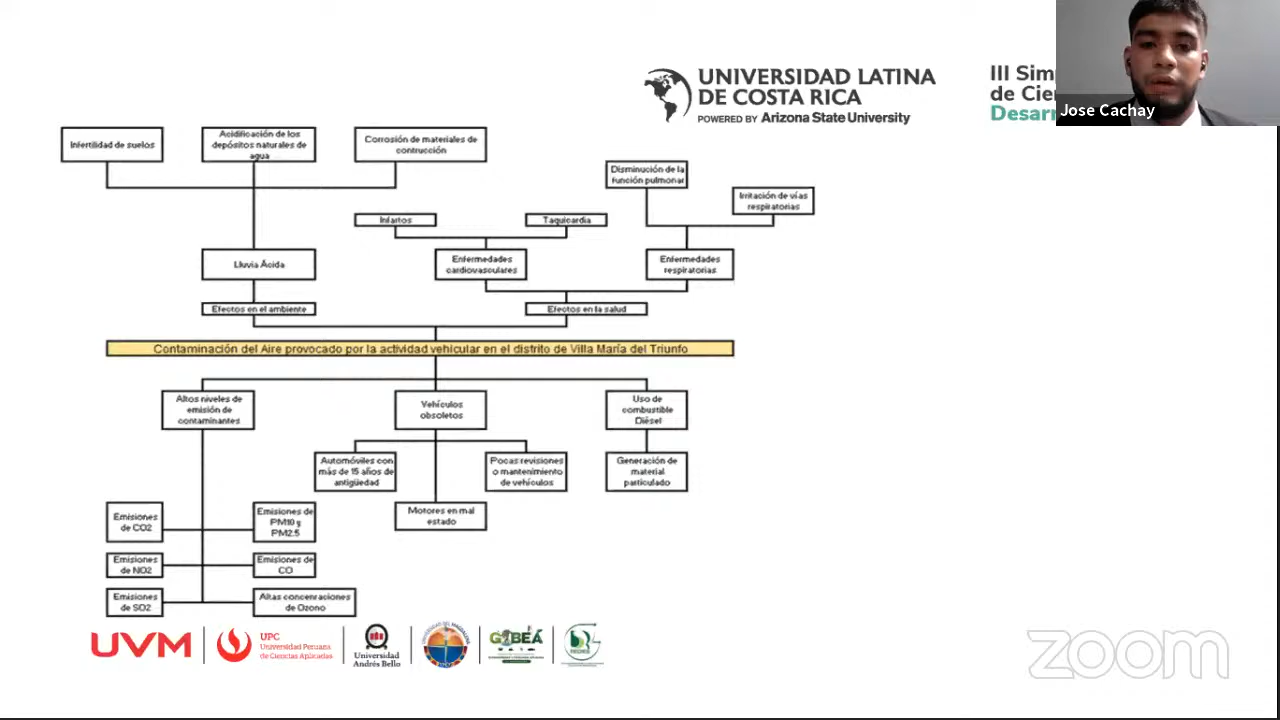 UNIVERSIDAD LATINA
DE COSTA RICA
POWERED BY Arizona State University
III Sim
de Cien
Desarr
Jose Cachay
Infertilidad de suelos
Acidificación de los
depósitos naturales de
agua
Corrosión de materiales de
contrucción
Disminución de la
función pulmonar
Irritación de vías
respiratorias
Infartos
Taquicardia
Lluvia Ácida
Enfermedades
cardiovasculares
Enfermedades
respiratorias
Efectos en el ambiente
Efectos en la salud
Contaminación del Aire provocado por la actividad vehicular en el distrito de Villa María del Triunfo
Altos niveles de
emisión de
contaminantes
Vehículos
obsoletos
Uso de
combustible
Diésel
Automóviles con
más de 15 años de
antigüedad
Pocas revisiones
o mantenimiento
de vehículos
Generación de
material
particulado
Motores en mal
estado
Emisiones
de CO2
Emisiones de
PM10 y
PM2.5
Emisiones
de NO2
Emisiones de
CO
Emisiones
de SO2
Altas concenraciones
de Ozono
UVM
UPC
Universidad Peruana
de Ciencias Aplicadas
Universidad
Andrés Bello
zoom